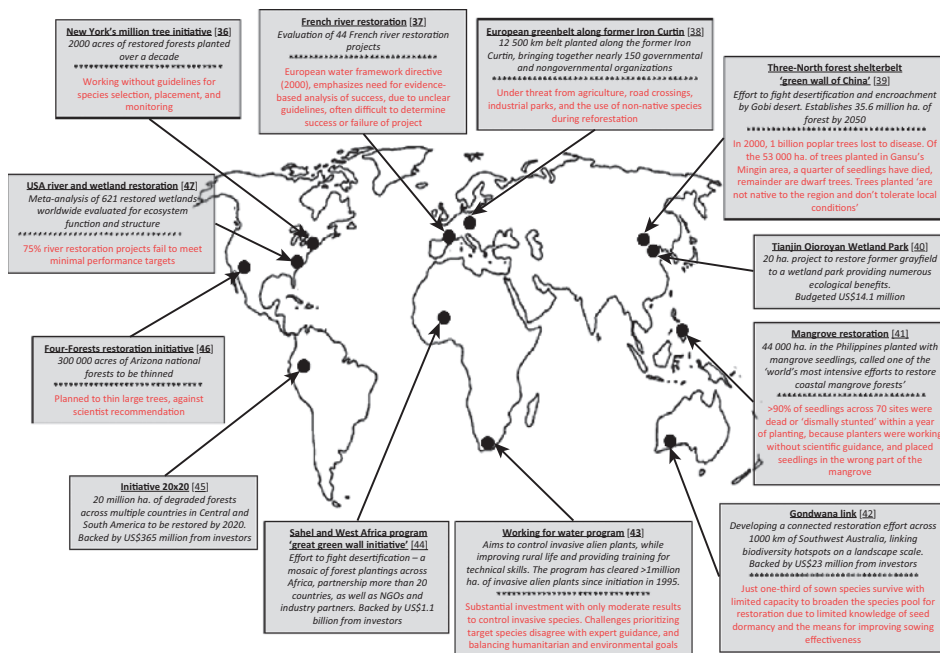 New York's million tree initiative [36]
2000 acres of restored forests planted
over a decade
Working without guidelines for
species selection, placement, and
monitoring
French river restoration [37]
Evaluation of 44 French river restoration
projects
European water framework directive
(2000), emphasizes need for evidence-
based analysis of success, due to unclear
guidelines, often difficult to determine
success or failure of project
European greenbelt along former Iron Curtin [38]
12 500 km belt planted along the former Iron
Curtin, bringing together nearly 150 governmental
and nongovernmental organizations
Under threat from agriculture, road crossings,
industrial parks, and the use of non-native species
during reforestation
Three-North forest shelterbelt
'green wall of China' [39]
Effort to fight desertification and encroachment
by Gobi desert. Establishes 35.6 million ha. of
forest by 2050
In 2000, 1 billion poplar trees lost to disease. Of
the 53 000 ha. of trees planted in Gansu's
Mingin area, a quarter of seedlings have died,
remainder are dwarf trees. Trees planted 'are
not native to the region and don't tolerate local
conditions'
USA river and wetland restoration [47]
Meta-analysis of 621 restored wetlands
worldwide evaluated for ecosystem
function and structure
75% river restoration projects fail to meet
minimal performance targets
Tianjin Qioroyan Wetland Park [40]
20 ha. project to restore former grayfield
to a wetland park providing numerous
ecological benefits.
Budgeted US$14.1 million
Four-Forests restoration initiative [46]
300 000 acres of Arizona national
forests to be thinned
Planned to thin large trees, against
scientist recommendation
Mangrove restoration [41]
44 000 ha. in the Philippines planted with
mangrove seedlings, called one of the
'world's most intensive efforts to restore
coastal mangrove forests'
>90% of seedlings across 70 sites were
dead or 'dismally stunted' within a year
of planting, because planters were working
without scientific guidance, and placed
seedlings in the wrong part of the
mangrove
Initiative 20x20 [45]
20 million ha. of degraded forests
across multiple countries in Central and
South America to be restored by 2020.
Backed by US$365 million from investors
Sahel and West Africa program
'great green wall initiative' [44]
Effort to fight desertification – a
mosaic of forest plantings across
Africa, partnership more than 20
countries, as well as NGOs and
industry partners. Backed by US$1.1
billion from investors
Working for water program [43]
Aims to control invasive alien plants, while
improving rural life and providing training for
technical skills. The program has cleared >1million
ha. of invasive alien plants since initiation in 1995.
Substantial investment with only moderate results
to control invasive species. Challenges prioritizing
target species disagree with expert guidance, and
balancing humanitarian and environmental goals
Gondwana link [42]
Developing a connected restoration effort across
1000 km of Southwest Australia, linking
biodiversity hotspots on a landscape scale.
Backed by US$23 million from investors
Just one-third of sown species survive with
limited capacity to broaden the species pool for
restoration due to limited knowledge of seed
dormancy and the means for improving sowing
effectiveness